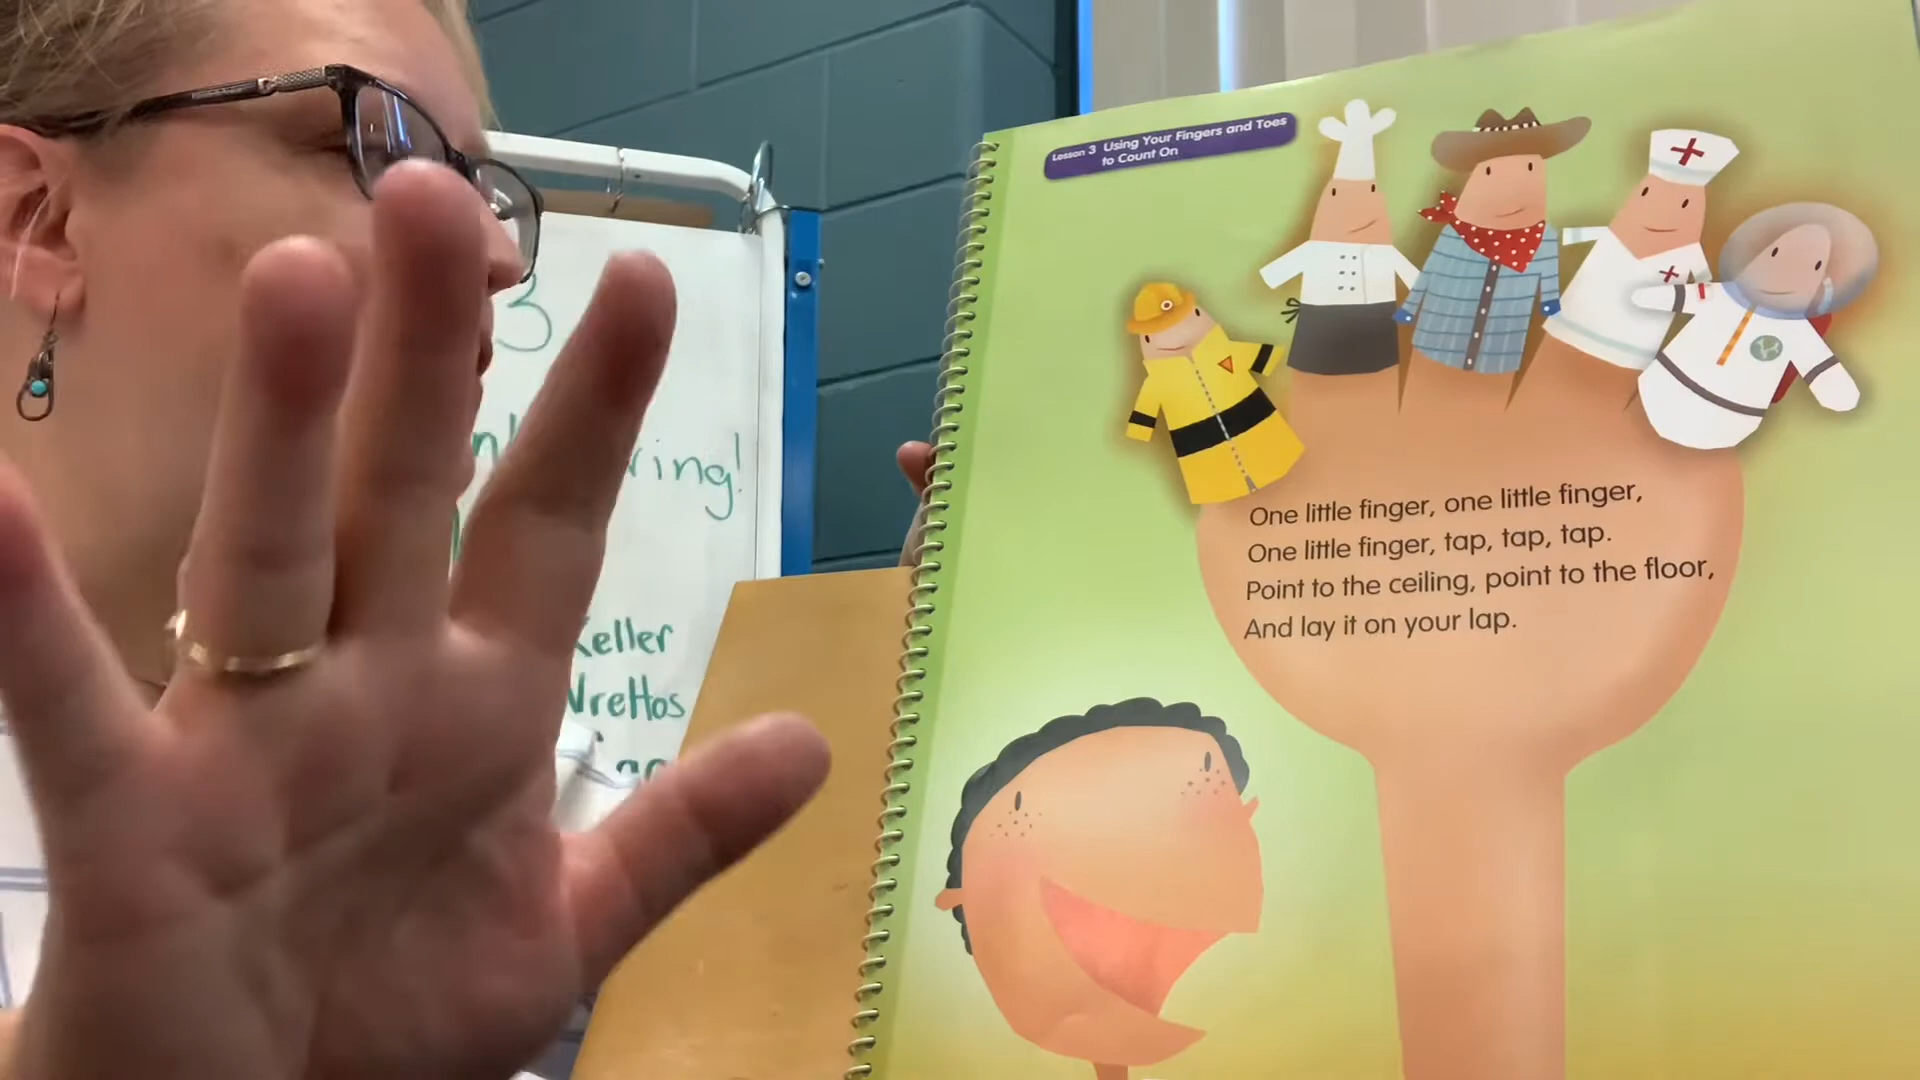 3
ring!
Keller
Lesson 3 Using Your Fingers and Toes
to Count On
One little finger, one little finger,
One little finger, tap, tap, tap.
Point to the ceiling, point to the floor,
And lay it on your lap.